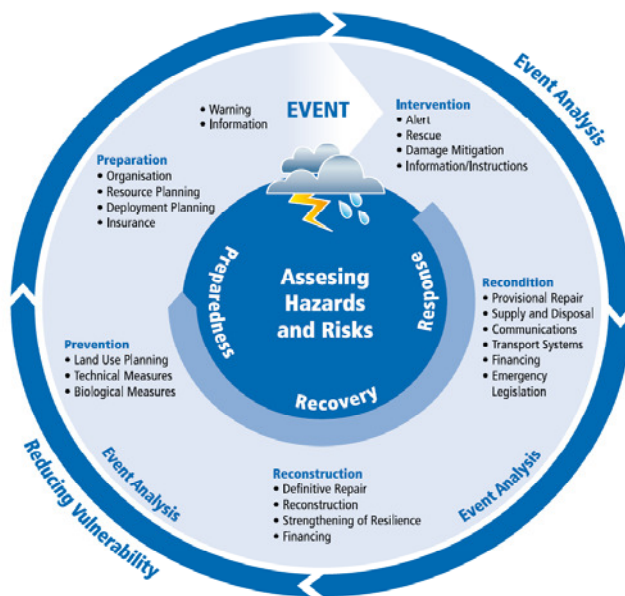 Event Analysis
• Warning
• Information
EVENT
Intervention
• Alert
• Rescue
• Damage Mitigation
• Information/Instructions
Preparation
• Organisation
• Resource Planning
• Deployment Planning
• Insurance
Assesing
Hazards
and Risks
Preparedness
Response
Recovery
Recondition
• Provisional Repair
• Supply and Disposal
• Communications
• Transport Systems
• Financing
• Emergency
Legislation
Prevention
• Land Use Planning
• Technical Measures
• Biological Measures
Event Analysis
Event Analysis
Reconstruction
• Definitive Repair
• Reconstruction
• Strengthening of Resilience
• Financing
Reducing Vulnerability